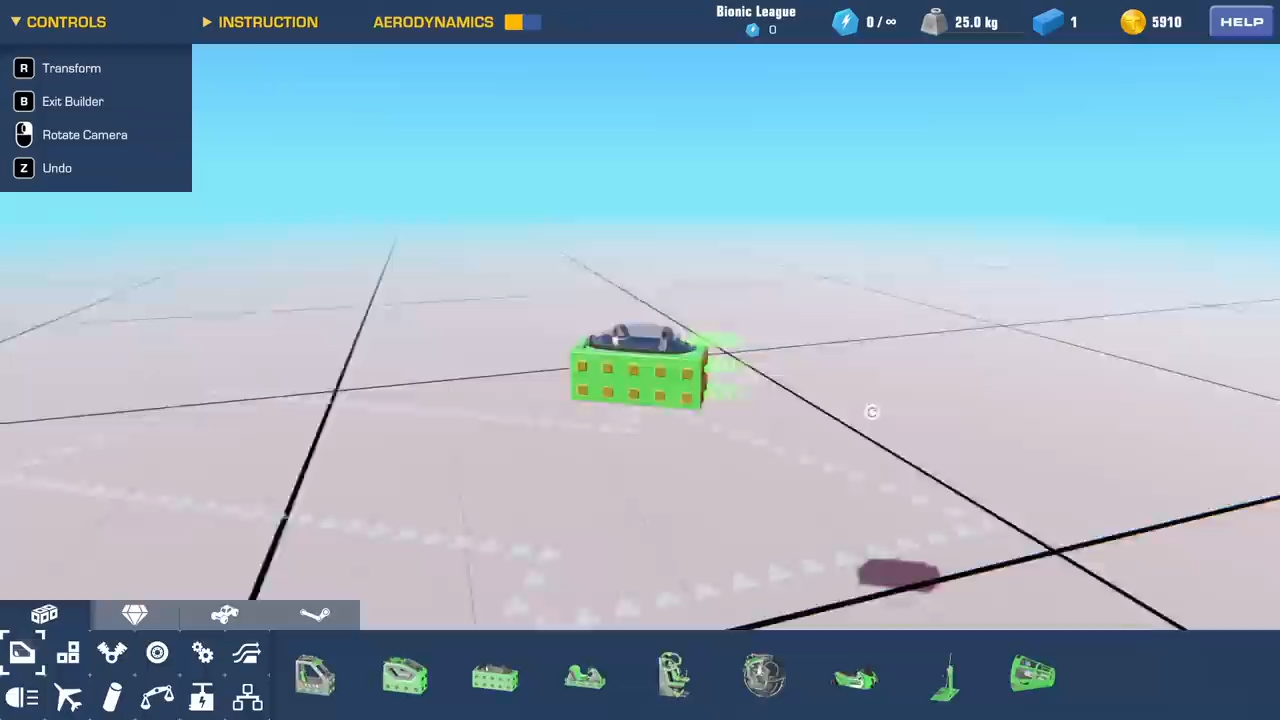 CONTROLS
INSTRUCTION
AERODYNAMICS
Bionic League
0
0 / ∞
25.0 kg
1
5910
HELP
R Transform
B Exit Builder
Rotate Camera
Z Undo
C